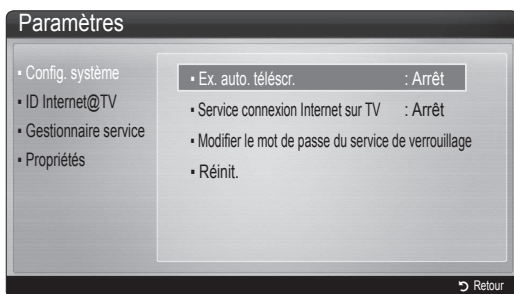 Paramètres
▪ Config. système
▪ ID Internet@TV
▪ Gestionnaire service
▪ Propriétés
▪ Ex. auto. téléscr. : Arrêt
▪ Service connexion Internet sur TV : Arrêt
▪ Modifier le mot de passe du service de verrouillage
▪ Réinit.
Retour